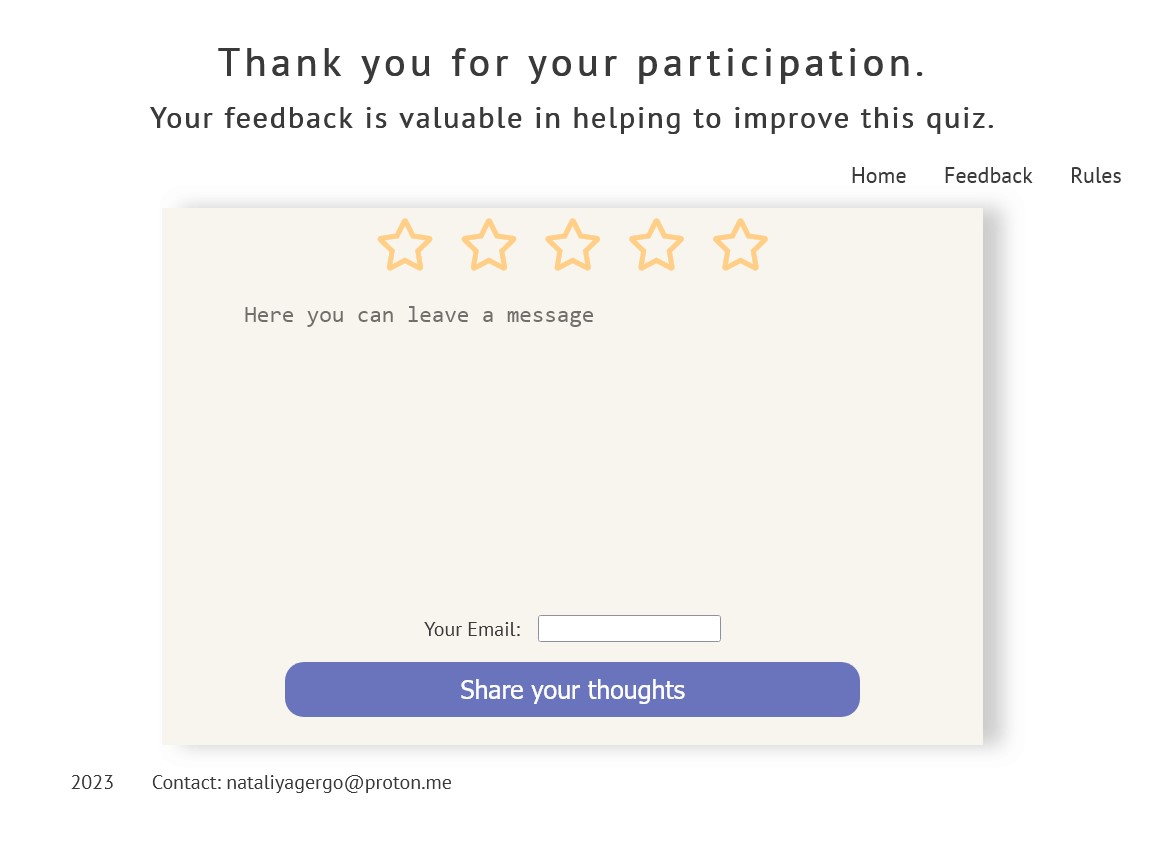 Thank you for your participation.
Your feedback is valuable in helping to improve this quiz.
Home Feedback Rules
Here you can leave a message
Your Email:
Share your thoughts
2023 Contact: nataliyagergo@proton.me